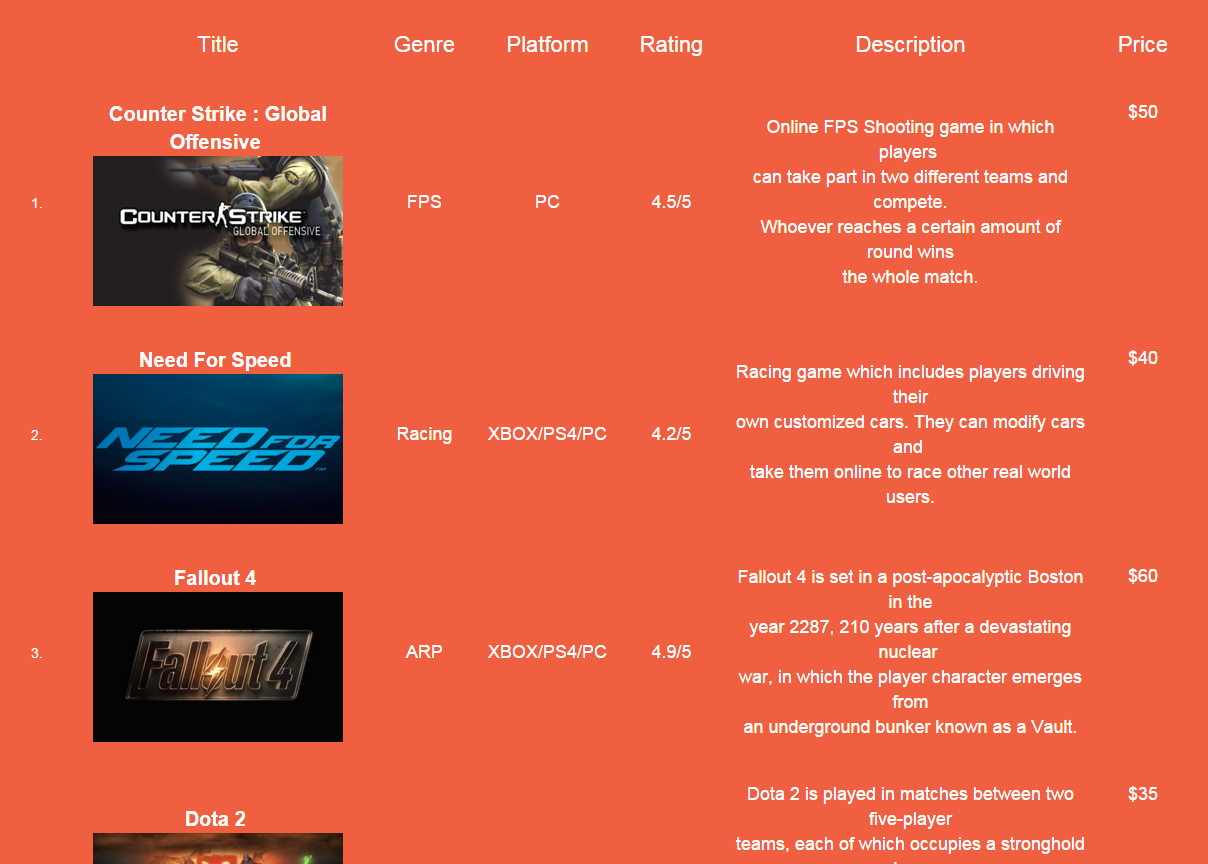 Title Genre Platform Rating Description Price
Counter Strike : Global
Offensive
COUNTER STRIKE
GLOBAL OFFENSIVE
1.
FPS
PC
4.5/5
Online FPS Shooting game in which
players
can take part in two different teams and
compete.
Whoever reaches a certain amount of
round wins
the whole match.
$50
Need For Speed
NEED FOR
SPEED™
2.
Racing
XBOX/PS4/PC
4.2/5
Racing game which includes players driving
their
own customized cars. They can modify cars
and
take them online to race other real world
users.
$40
Fallout 4
Fallout 4
3.
ARP
XBOX/PS4/PC
4.9/5
Fallout 4 is set in a post-apocalyptic Boston
in the
year 2287, 210 years after a devastating
nuclear
war, in which the player character emerges
from
an underground bunker known as a Vault.
$60
Dota 2
Dota 2 is played in matches between two
five-player
teams, each of which occupies a stronghold
$35